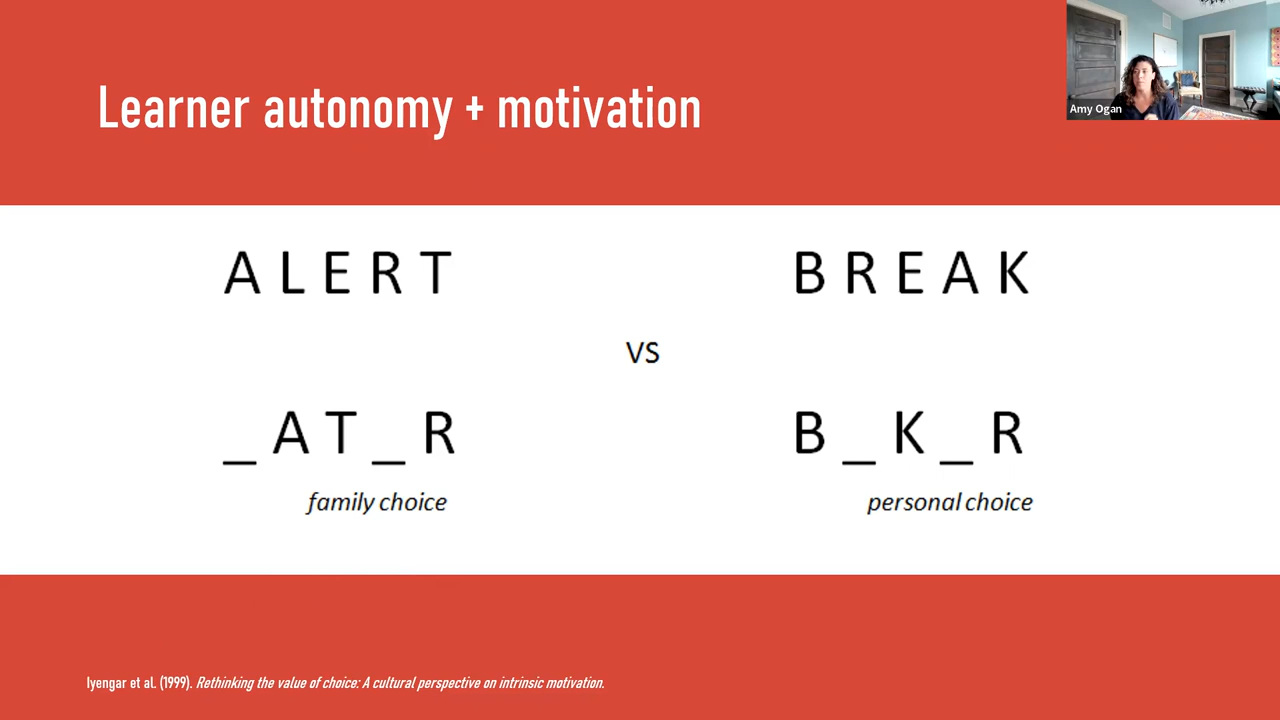 Learner autonomy + motivation
Amy Ogan
A L E R T
B R E A K
VS
_ A T _ R
B _ K _ R
family choice
personal choice
Iyengar et al. (1999). Rethinking the value of choice: A cultural perspective on intrinsic motivation.